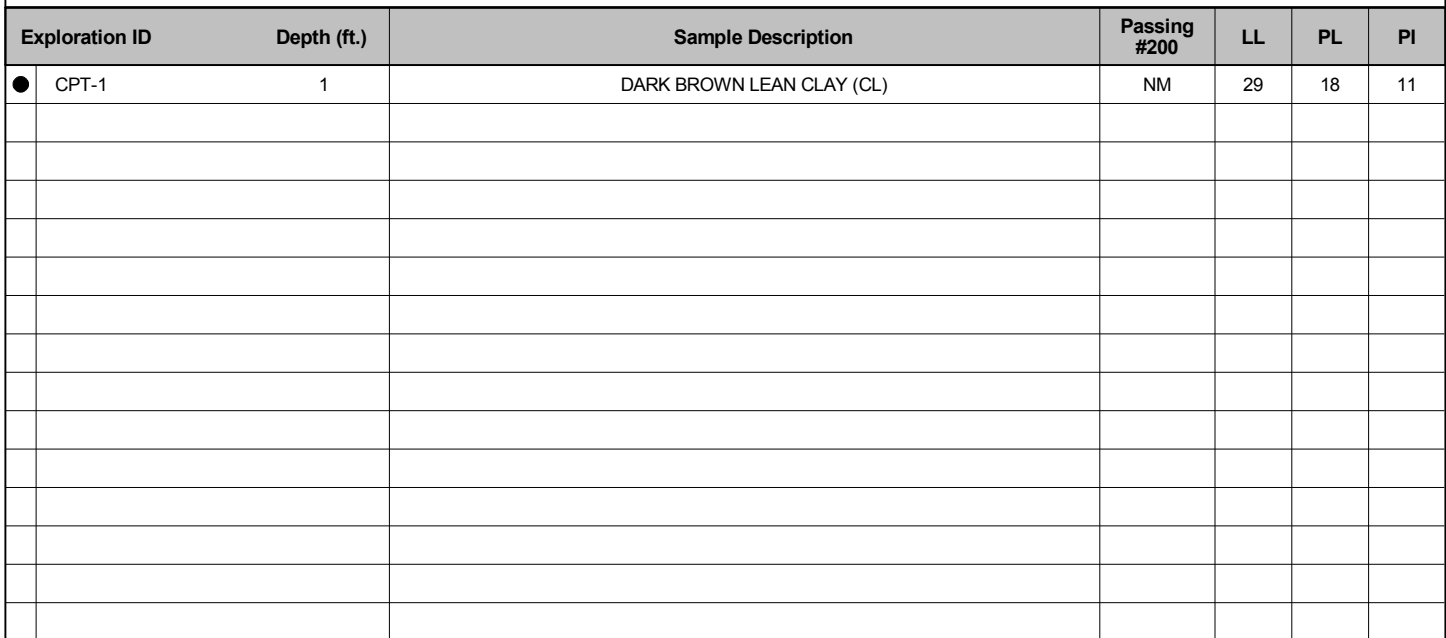 Exploration ID Depth (ft.) Sample Description Passing #200 LL PL PI
CPT-1 1 DARK BROWN LEAN CLAY (CL) NM 29 18 11